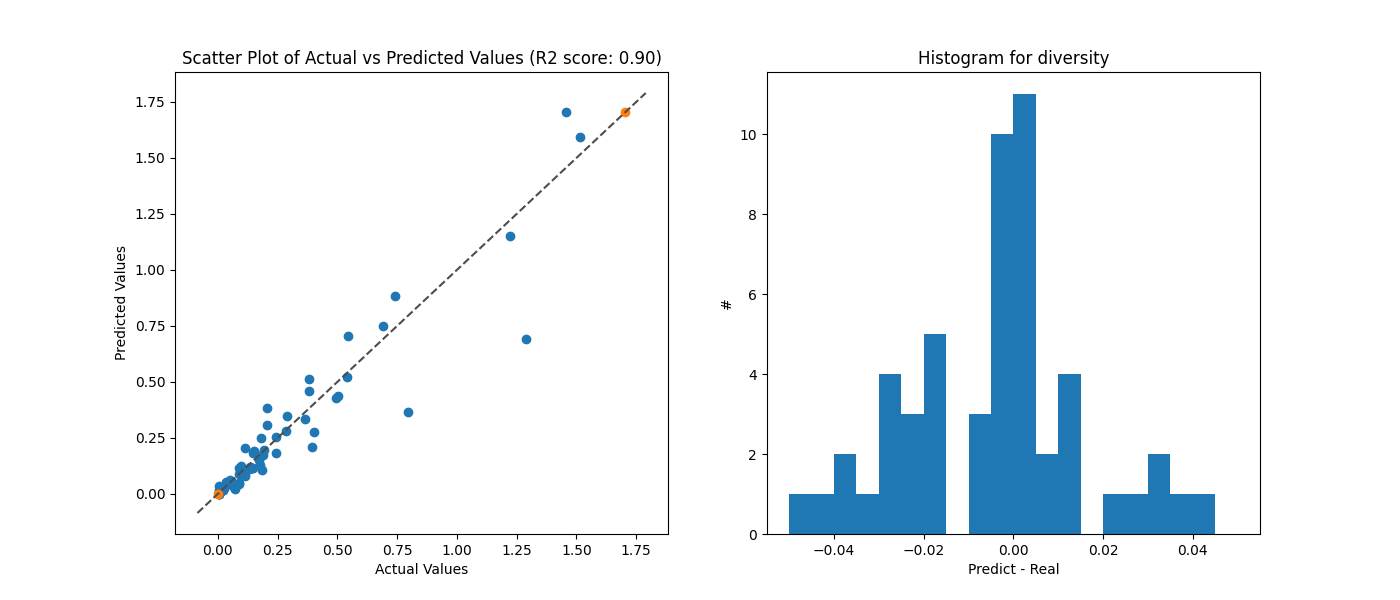 Scatter Plot of Actual vs Predicted Values (R2 score: 0.90)
1.75
1.50
1.25
1.00
0.75
0.50
0.25
0.00
Predicted Values
0.00 0.25 0.50 0.75 1.00 1.25 1.50 1.75
Actual Values
Histogram for diversity
10
8
6
4
2
0
#
−0.04 −0.02 0.00 0.02 0.04
Predict - Real